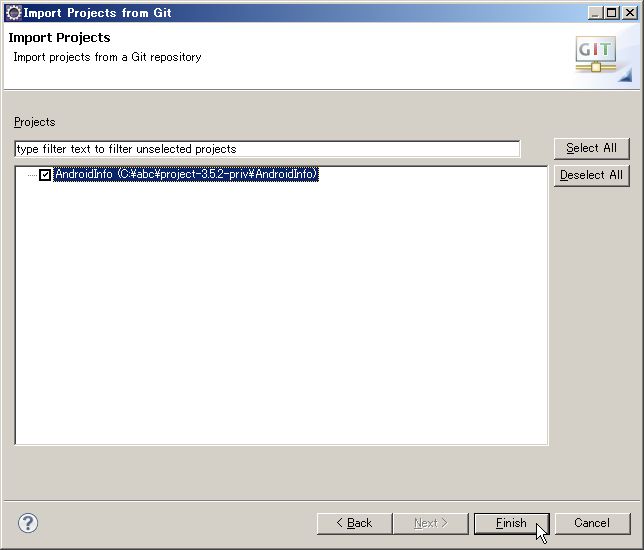 Import Projects from Git
Import Projects
Import projects from a Git repository
GIT
Projects
type filter text to filter unselected projects
Select All
AndroidInfo (C:¥abc¥project-3.5.2-priv¥AndroidInfo)
Deselect All
?
< Back
Next >
Finish
Cancel